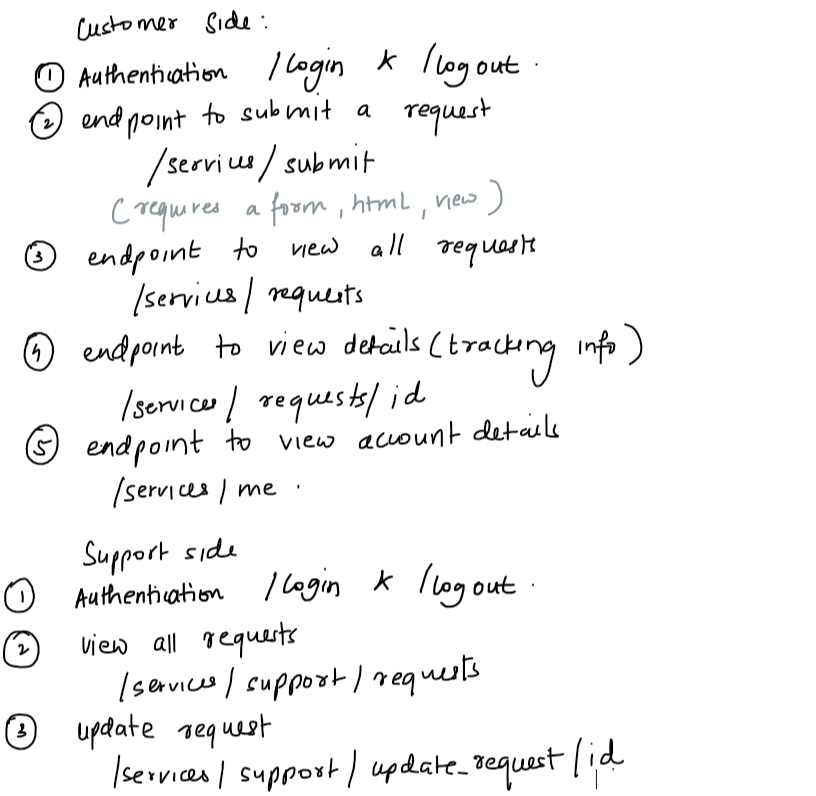 Customer Side:
① Authentication /login & /logout.
② endpoint to submit a request
/services/submit
(requires a form, html, view)
③ endpoint to view all requests
/services/requests
④ endpoint to view details (tracking info)
/services/requests/id
⑤ endpoint to view account details
/services/me.
Support side
① Authentication /login & /logout.
② view all requests
/services/support/requests
③ update request
/services/support/update_request/id